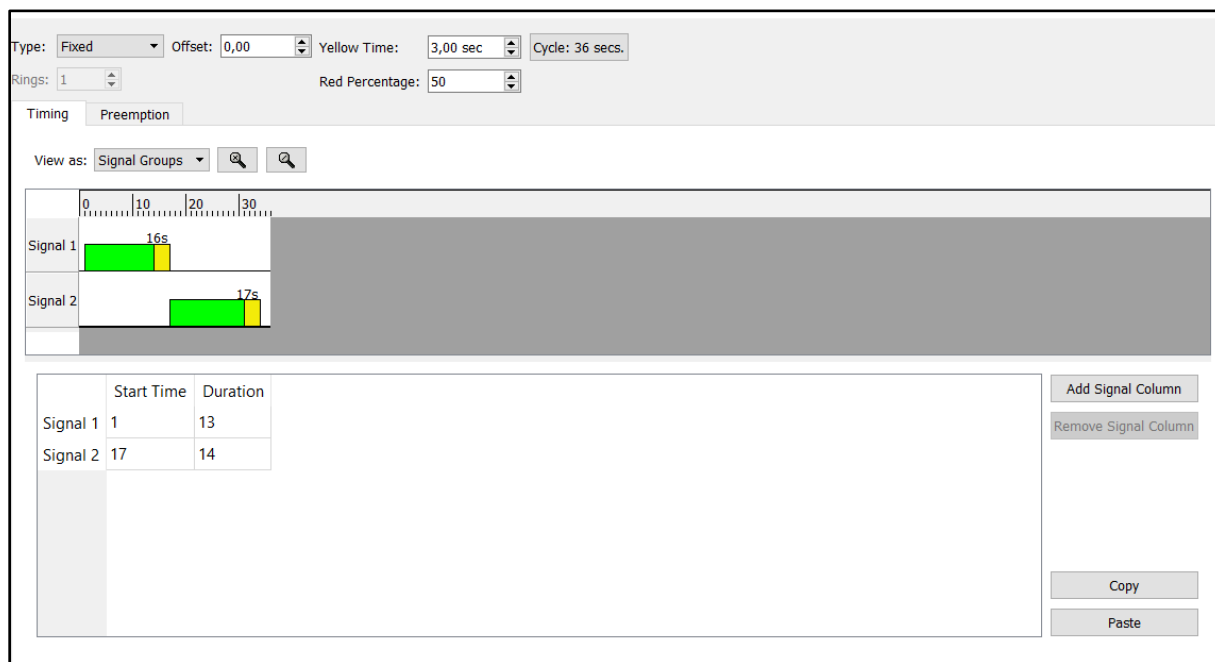 Type: Fixed Offset: 0,00 Yellow Time: 3,00 sec Cycle: 36 secs.
Rings: 1 Red Percentage: 50
Timing Preemption
View as: Signal Groups
0 10 20 30
Signal 1 16s
Signal 2 17s
Start Time Duration
Signal 1 1 13
Signal 2 17 14
Add Signal Column
Remove Signal Column
Copy
Paste